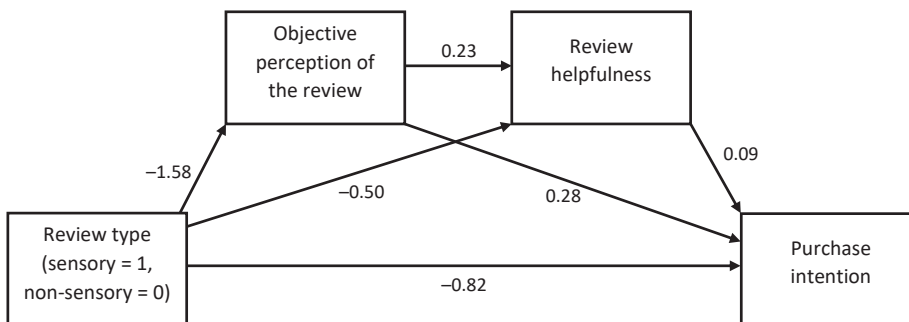 Objective
perception of
the review
0.23
Review
helpfulness
–1.58
–0.50
0.28
0.09
Review type
(sensory = 1,
non-sensory = 0)
–0.82
Purchase
intention